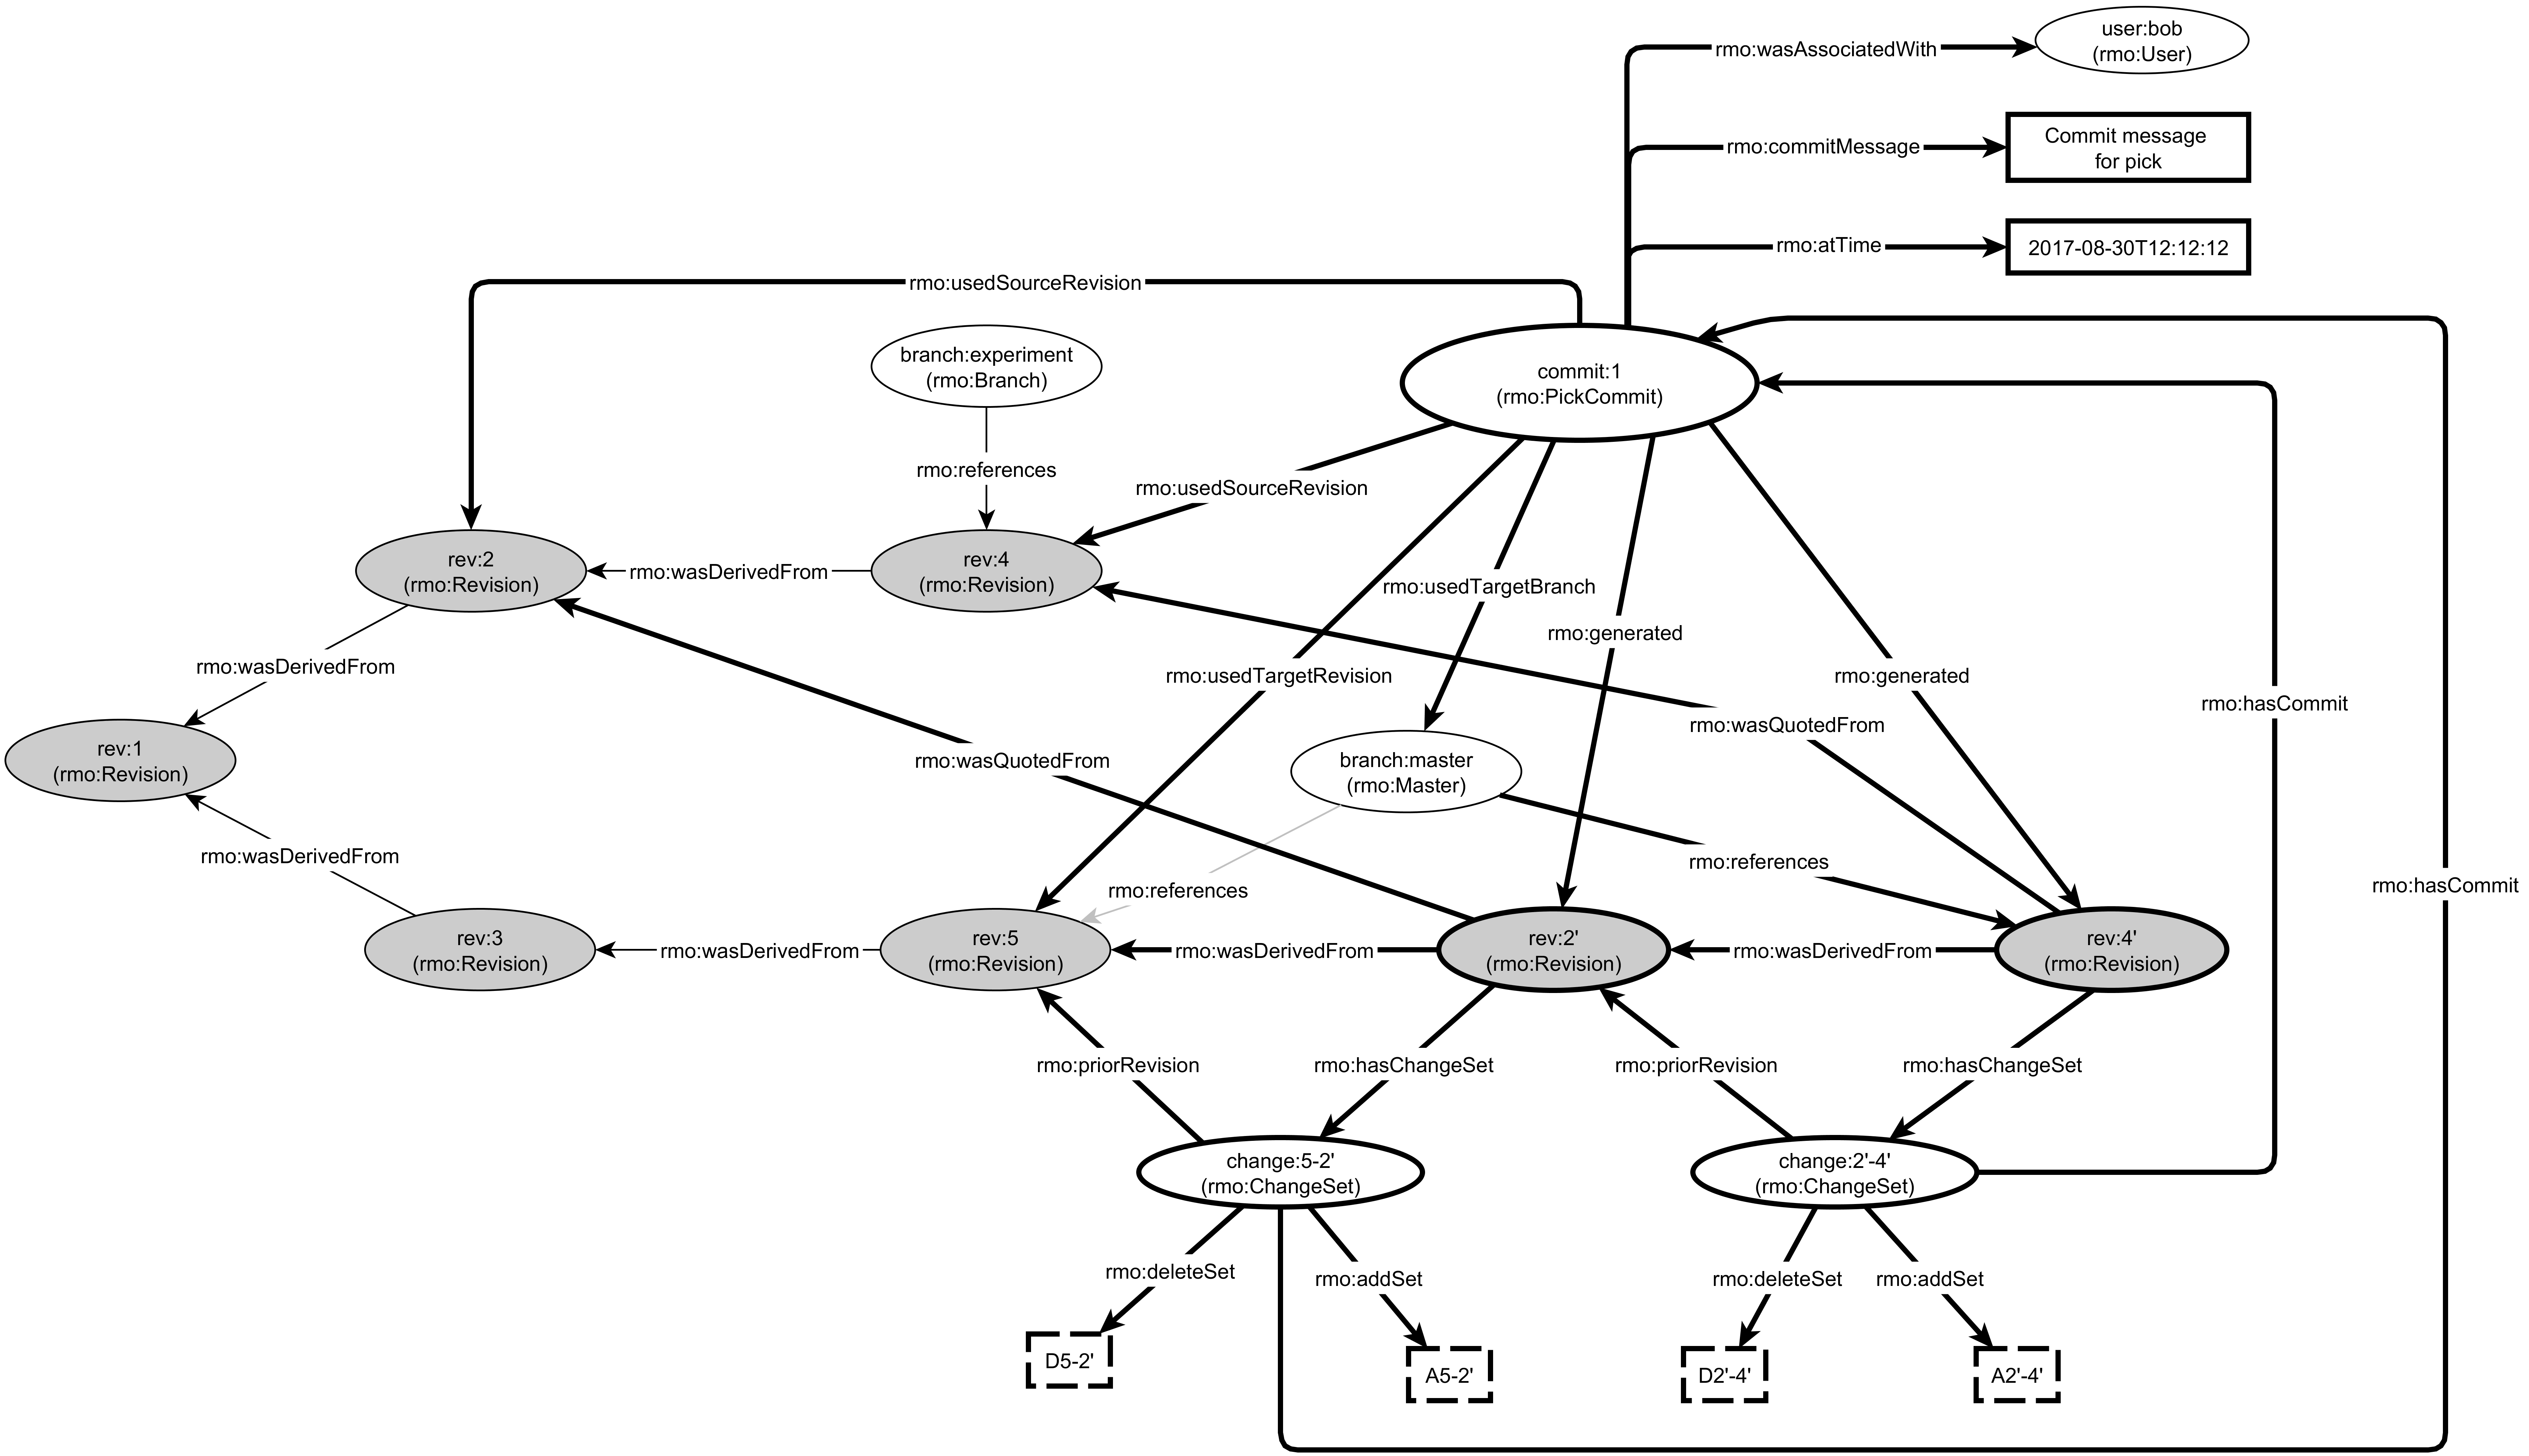 user:bob
(rmo:User)
rmo:wasAssociatedWith
Commit message
for pick
rmo:commitMessage
rmo:atTime
2017-08-30T12:12:12
rmo:usedSourceRevision
branch:experiment
(rmo:Branch)
commit:1
(rmo:PickCommit)
rmo:references
rmo:usedSourceRevision
rev:2
(rmo:Revision)
rmo:wasDerivedFrom
rev:4
(rmo:Revision)
rmo:usedTargetBranch
rmo:generated
rmo:wasDerivedFrom
rmo:usedTargetRevision
rmo:generated
rmo:hasCommit
rmo:wasQuotedFrom
rev:1
(rmo:Revision)
rmo:wasQuotedFrom
branch:master
(rmo:Master)
rmo:wasDerivedFrom
rmo:references
rmo:references
rmo:hasCommit
rev:3
(rmo:Revision)
rmo:wasDerivedFrom
rev:5
(rmo:Revision)
rmo:wasDerivedFrom
rev:2'
(rmo:Revision)
rmo:wasDerivedFrom
rev:4'
(rmo:Revision)
rmo:priorRevision
rmo:hasChangeSet
rmo:priorRevision
rmo:hasChangeSet
change:5-2'
(rmo:ChangeSet)
change:2'-4'
(rmo:ChangeSet)
rmo:deleteSet
rmo:addSet
rmo:deleteSet
rmo:addSet
D5-2'
A5-2'
D2'-4'
A2'-4'